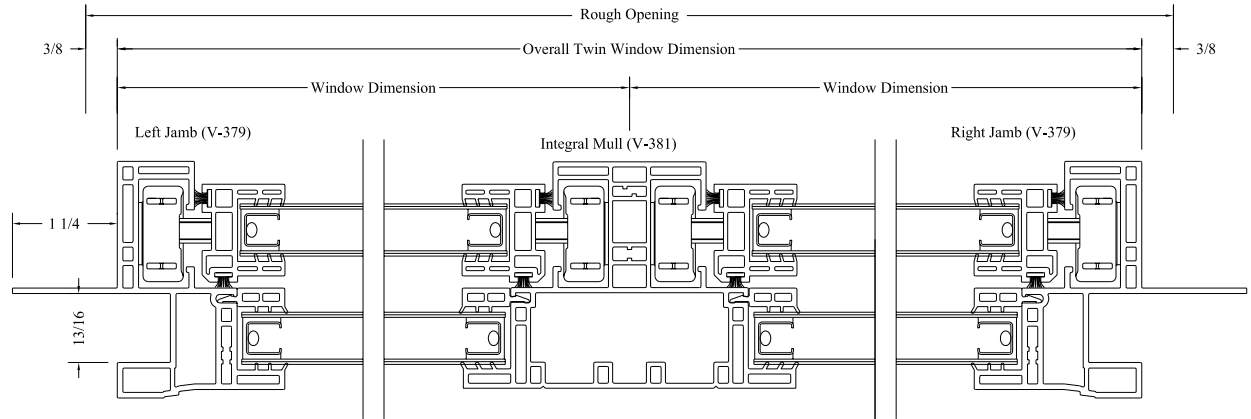 Rough Opening
3/8
Overall Twin Window Dimension
3/8
Window Dimension
Window Dimension
Left Jamb (V-379)
Integral Mull (V-381)
Right Jamb (V-379)
1 1/4
13/16